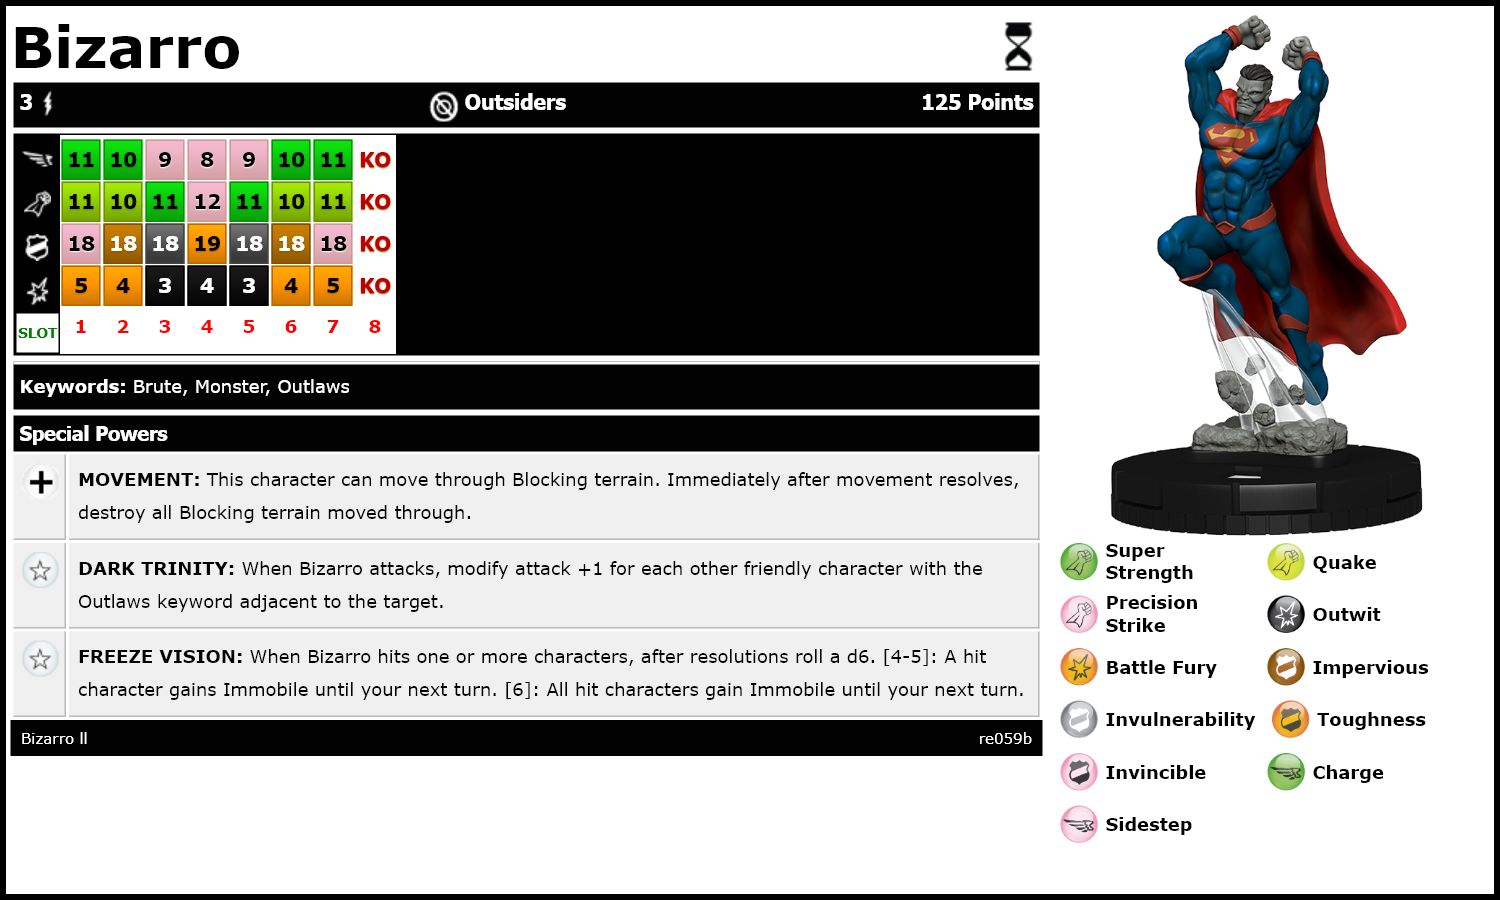 Bizarro
3 Outsiders 125 Points
11 10 9 8 9 10 11 KO
11 10 11 12 11 10 11 KO
18 18 18 19 18 18 18 KO
5 4 3 4 3 4 5 KO
SLOT 1 2 3 4 5 6 7 8
Keywords: Brute, Monster, Outlaws
Special Powers
MOVEMENT: This character can move through Blocking terrain. Immediately after movement resolves,
destroy all Blocking terrain moved through.
DARK TRINITY: When Bizarro attacks, modify attack +1 for each other friendly character with the
Outlaws keyword adjacent to the target.
FREEZE VISION: When Bizarro hits one or more characters, after resolutions roll a d6. [4-5]: A hit
character gains Immobile until your next turn. [6]: All hit characters gain Immobile until your next turn.
Bizarro II re059b
Super
Strength
Quake
Precision
Strike
Outwit
Battle Fury
Impervious
Invulnerability
Toughness
Invincible
Charge
Sidestep